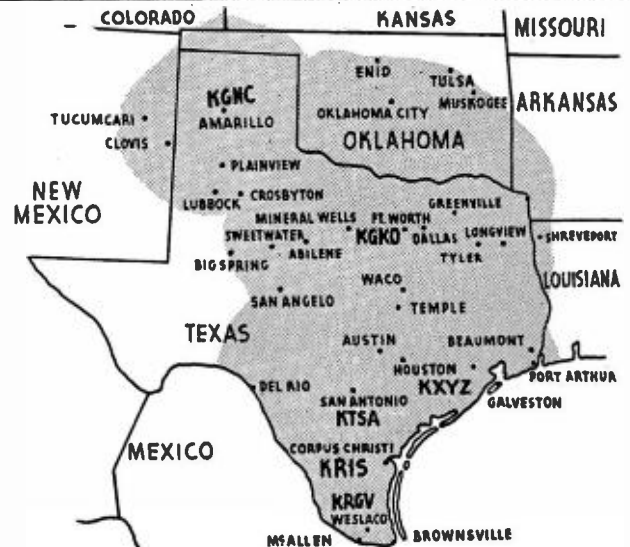 COLORADO
KANSAS
MISSOURI
ENID
TULSA
KGNC
MUSKOGEE
ARKANSAS
TUCUMCARI
AMARILLO
OKLAHOMA CITY
CLOVIS
OKLAHOMA
PLAINVIEW
NEW
MEXICO
LUBBOCK
CROSBYTON
GREENVILLE
MINERAL WELLS
FT. WORTH
SWEETWATER
KGKO
DALLAS
LONGVIEW
SHREVEPORT
ABILENE
TYLER
BIG SPRING
LOUISIANA
WACO
SAN ANGELO
TEMPLE
TEXAS
AUSTIN
BEAUMONT
HOUSTON
PORT ARTHUR
DEL RIO
KXYZ
SAN ANTONIO
GALVESTON
KTSA
MEXICO
CORPUS CHRISTI
KRIS
KRGV
WESLACO
McALLEN
BROWNSVILLE